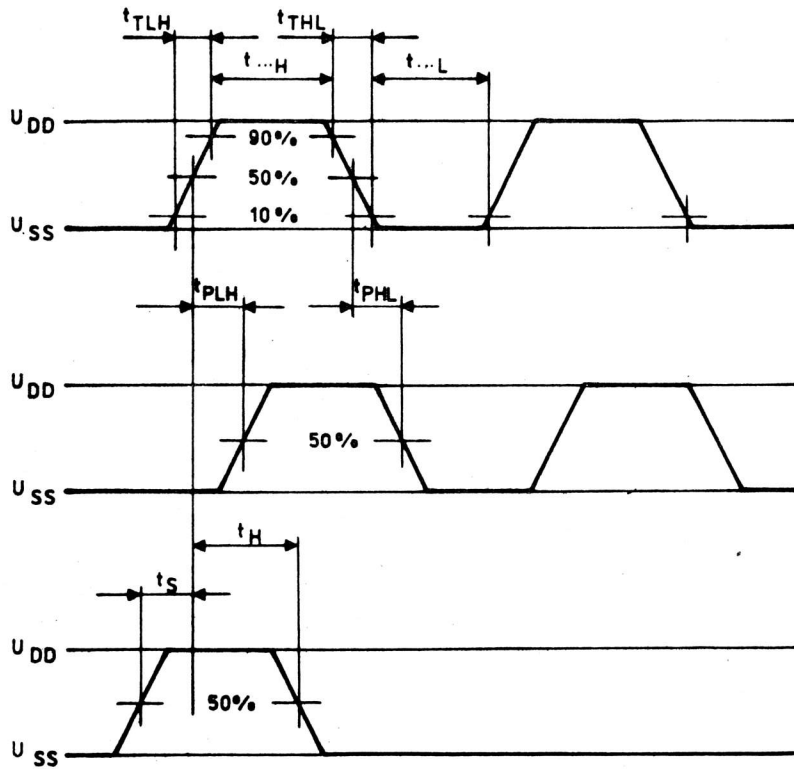 tTLH tTHL
t...H t...L
UDD
90%
50%
10%
USS
tPLH tPHL
UDD
50%
USS
tH
tS
UDD
50%
USS